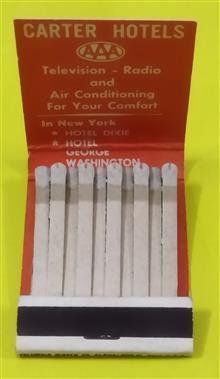 CARTER HOTELS
AAA
Television - Radio
and
Air Conditioning
For Your Comfort
In New York
★ HOTEL DIXIE
★ HOTEL
GEORGE
WASHINGTON